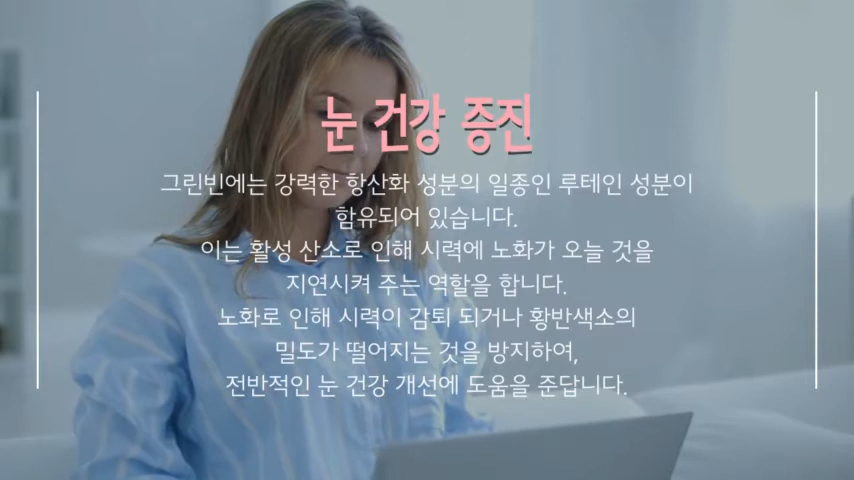 눈 건강 증진
그린빈에는 강력한 항산화 성분의 일종인 루테인 성분이
함유되어 있습니다.
이는 활성 산소로 인해 시력에 노화가 오늘 것을
지연시켜 주는 역할을 합니다.
노화로 인해 시력이 감퇴 되거나 황반색소의
밀도가 떨어지는 것을 방지하여,
전반적인 눈 건강 개선에 도움을 준답니다.